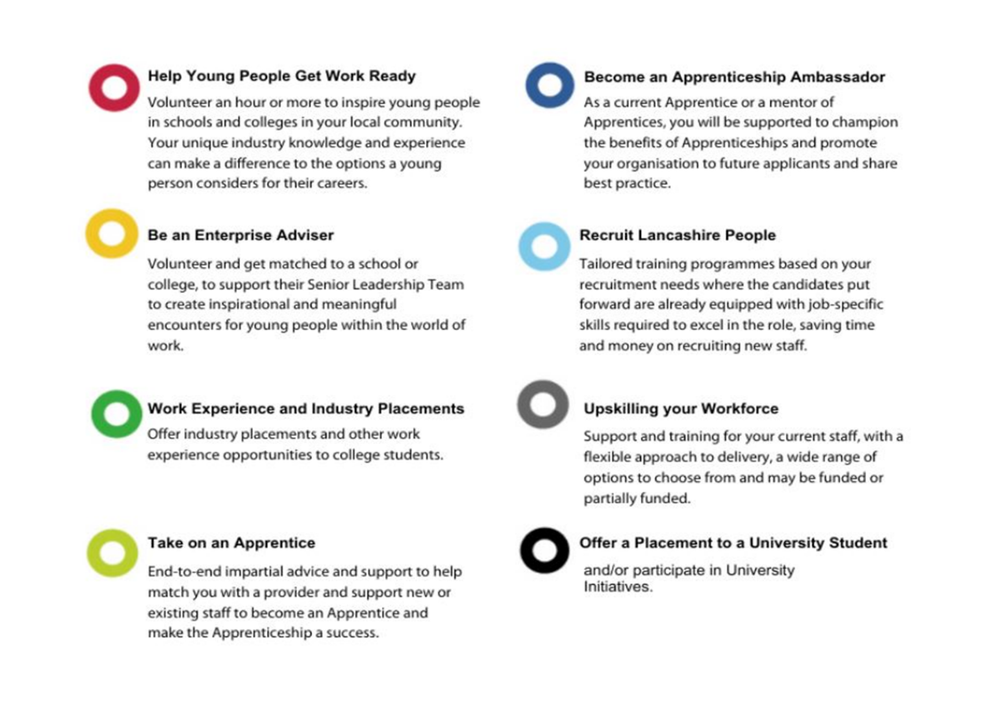 Help Young People Get Work Ready
Volunteer an hour or more to inspire young people
in schools and colleges in your local community.
Your unique industry knowledge and experience
can make a difference to the options a young
person considers for their careers.
Be an Enterprise Adviser
Volunteer and get matched to a school or
college, to support their Senior Leadership Team
to create inspirational and meaningful
encounters for young people within the world of
work.
Work Experience and Industry Placements
Offer industry placements and other work
experience opportunities to college students.
Take on an Apprentice
End-to-end impartial advice and support to help
match you with a provider and support new or
existing staff to become an Apprentice and
make the Apprenticeship a success.
Become an Apprenticeship Ambassador
As a current Apprentice or a mentor of
Apprentices, you will be supported to champion
the benefits of Apprenticeships and promote
your organisation to future applicants and share
best practice.
Recruit Lancashire People
Tailored training programmes based on your
recruitment needs where the candidates put
forward are already equipped with job-specific
skills required to excel in the role, saving time
and money on recruiting new staff.
Upskilling your Workforce
Support and training for your current staff, with a
flexible approach to delivery, a wide range of
options to choose from and may be funded or
partially funded.
Offer a Placement to a University Student
and/or participate in University
Initiatives.